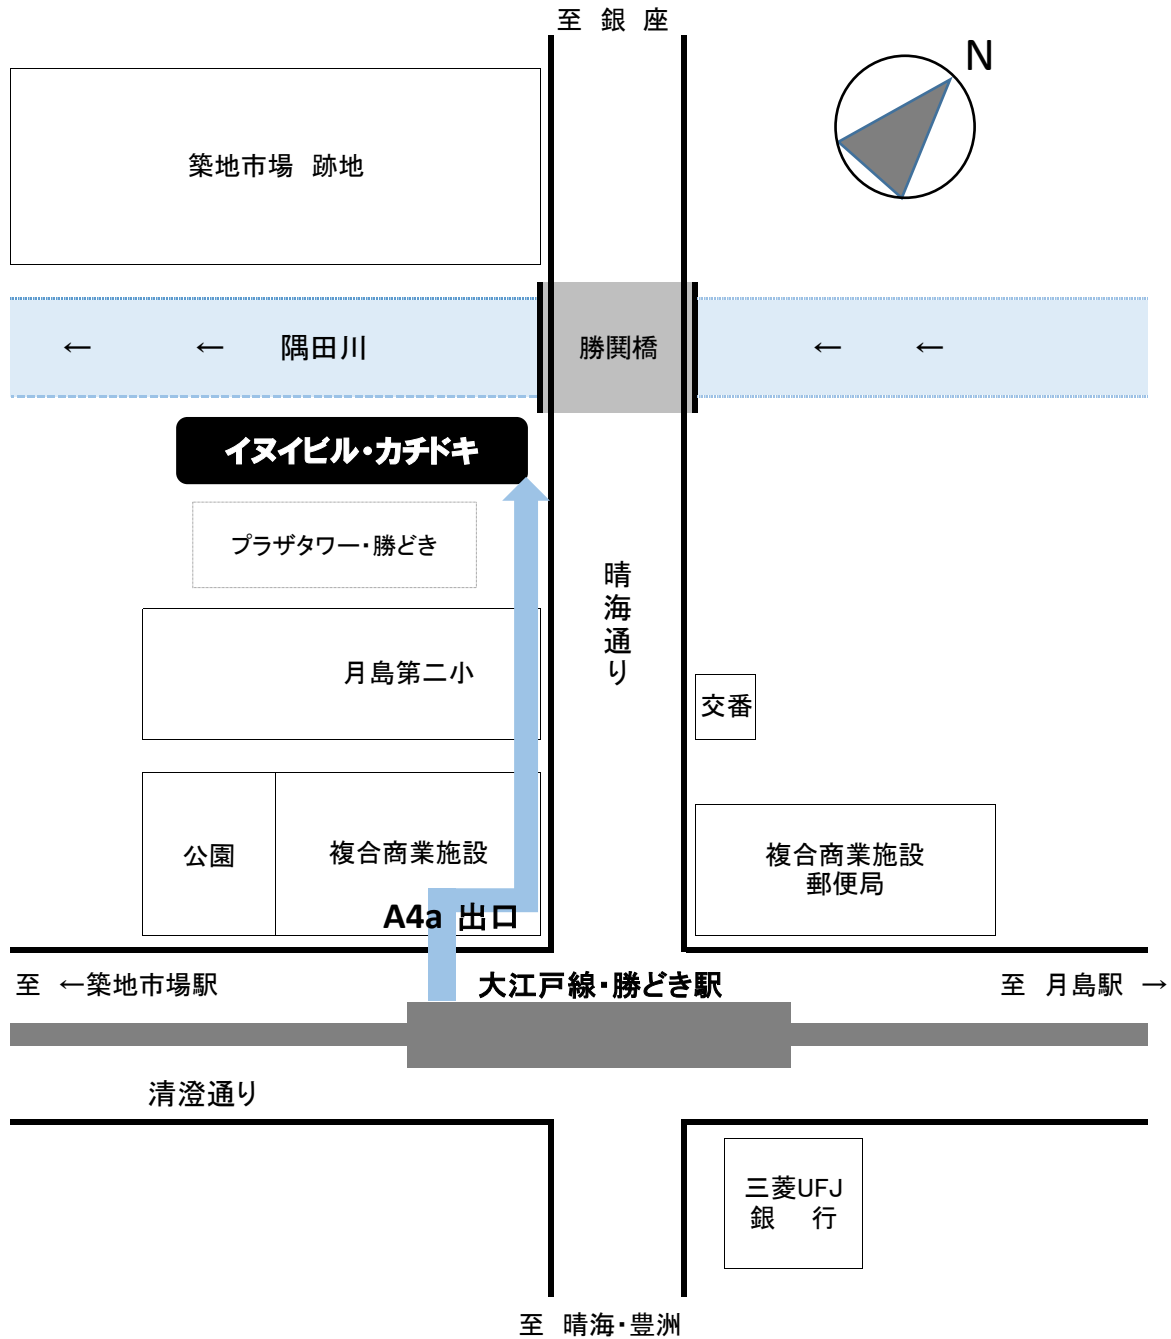 至　銀　座
N
築地市場　跡地
←　←　隅田川
勝鬨橋
←　←
イヌイビル・カチドキ
プラザタワー・勝どき
晴海通り
月島第二小
交番
公園
複合商業施設
複合商業施設
郵便局
A4a 出口
至　←築地市場駅
大江戸線・勝どき駅
至　月島駅　→
清澄通り
三菱UFJ
銀　行
至　晴海・豊洲